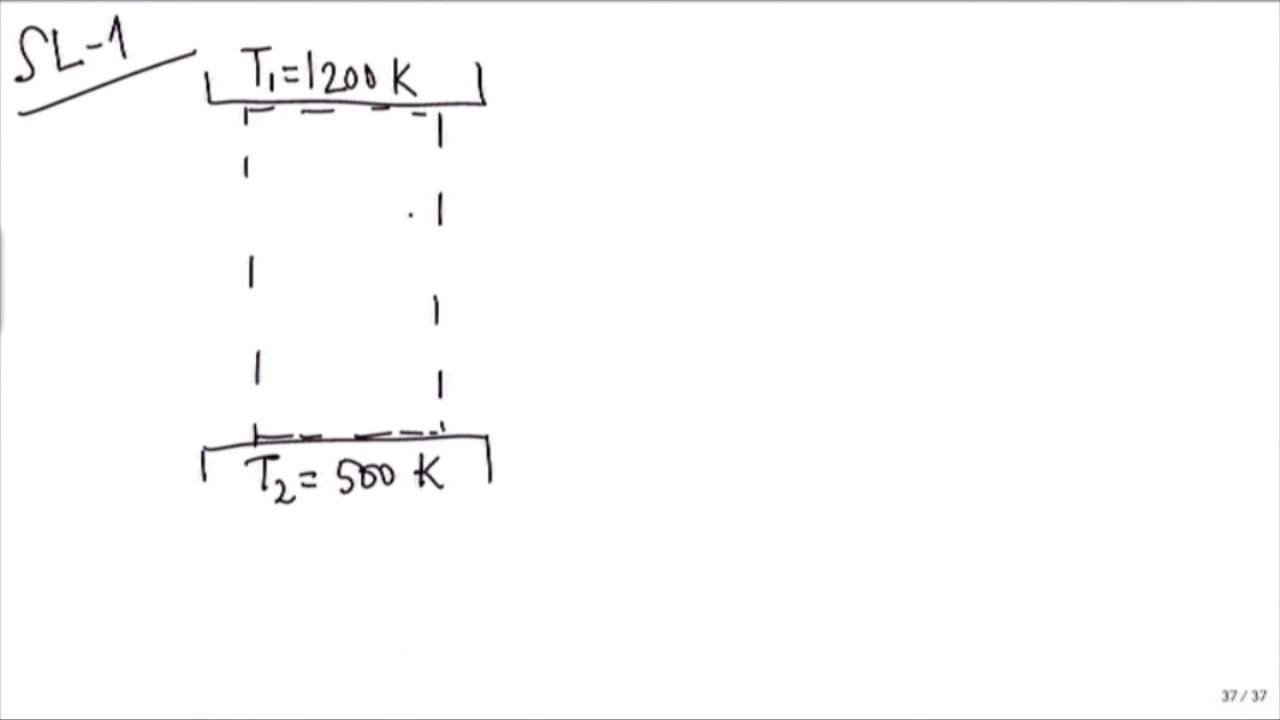 SL-1
T₁=1200 K
T₂= 500 K
37 / 37